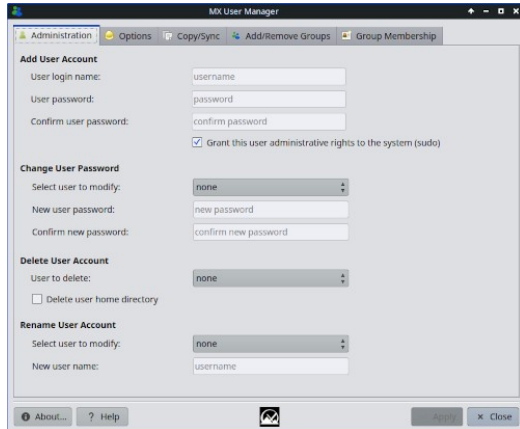 MX User Manager
Administration Options Copy/Sync Add/Remove Groups Group Membership
Add User Account
User login name: username
User password: password
Confirm user password: confirm password
Grant this user administrative rights to the system (sudo)
Change User Password
Select user to modify: none
New user password: new password
Confirm new password: confirm new password
Delete User Account
User to delete: none
Delete user home directory
Rename User Account
Select user to modify: none
New user name: username
About... ? Help Apply Close